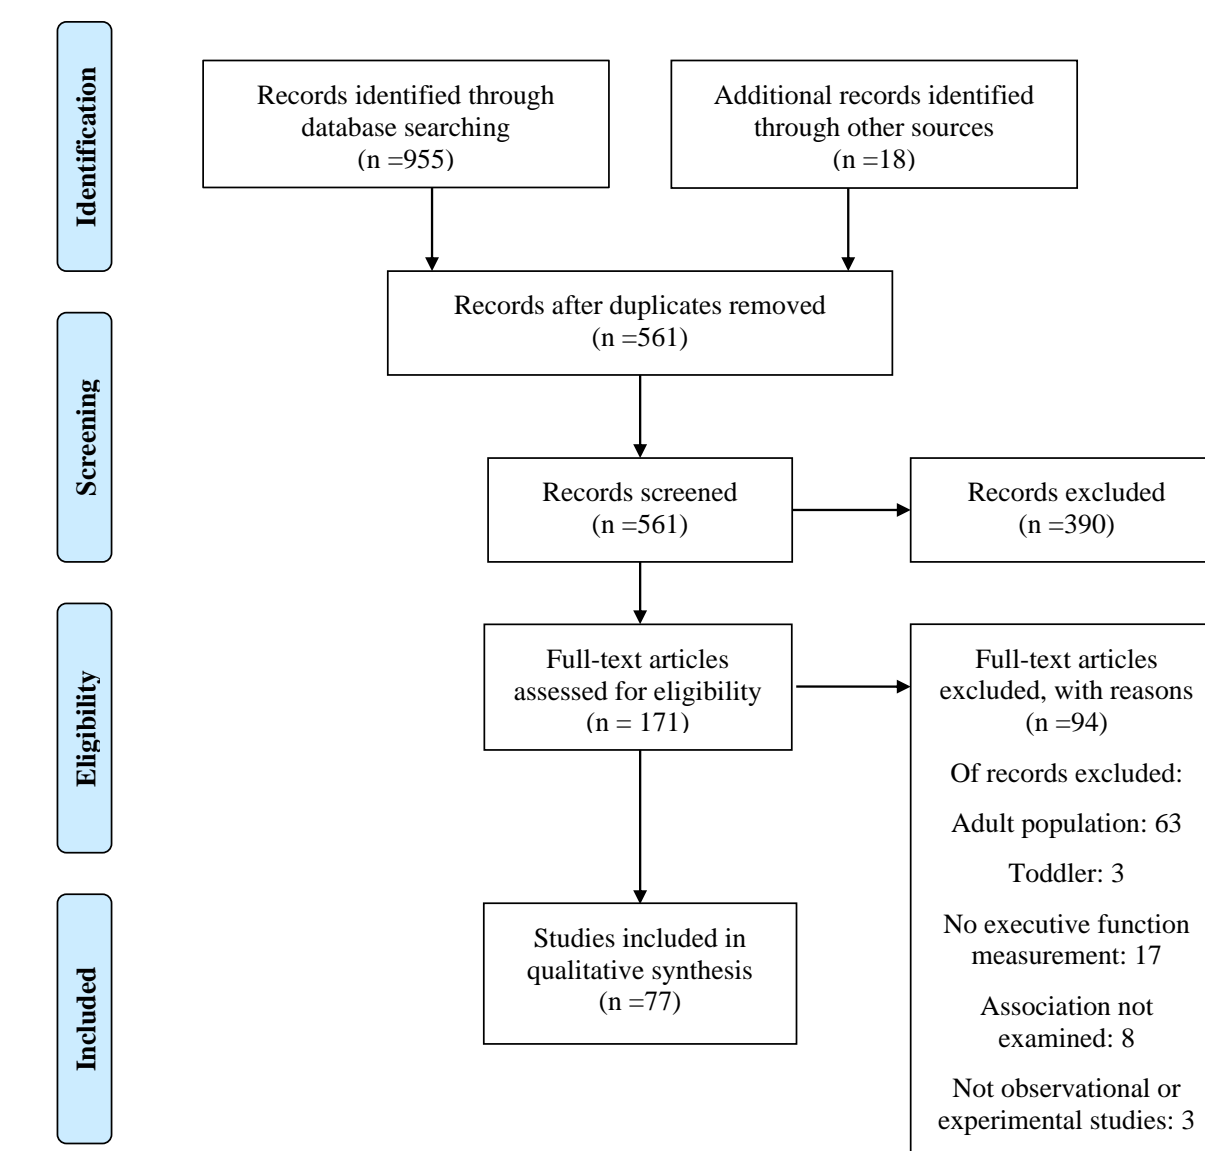 Identification
Records identified through
database searching
(n =955)
Additional records identified
through other sources
(n =18)
Records after duplicates removed
(n =561)
Screening
Records screened
(n =561)
Records excluded
(n =390)
Eligibility
Full-text articles
assessed for eligibility
(n = 171)
Full-text articles
excluded, with reasons
(n =94)
Of records excluded:
Adult population: 63
Toddler: 3
No executive function
measurement: 17
Association not
examined: 8
Not observational or
experimental studies: 3
Included
Studies included in
qualitative synthesis
(n =77)